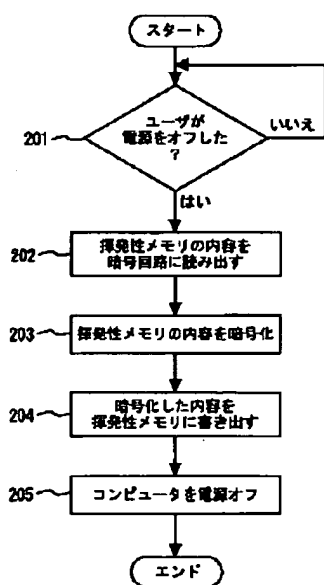 スタート
ユーザが
電源をオフした
?
いいえ
201
はい
揮発性メモリの内容を
暗号回路に読み出す
202
揮発性メモリの内容を暗号化
203
暗号化した内容を
揮発性メモリに書き出す
204
コンピュータを電源オフ
205
エンド